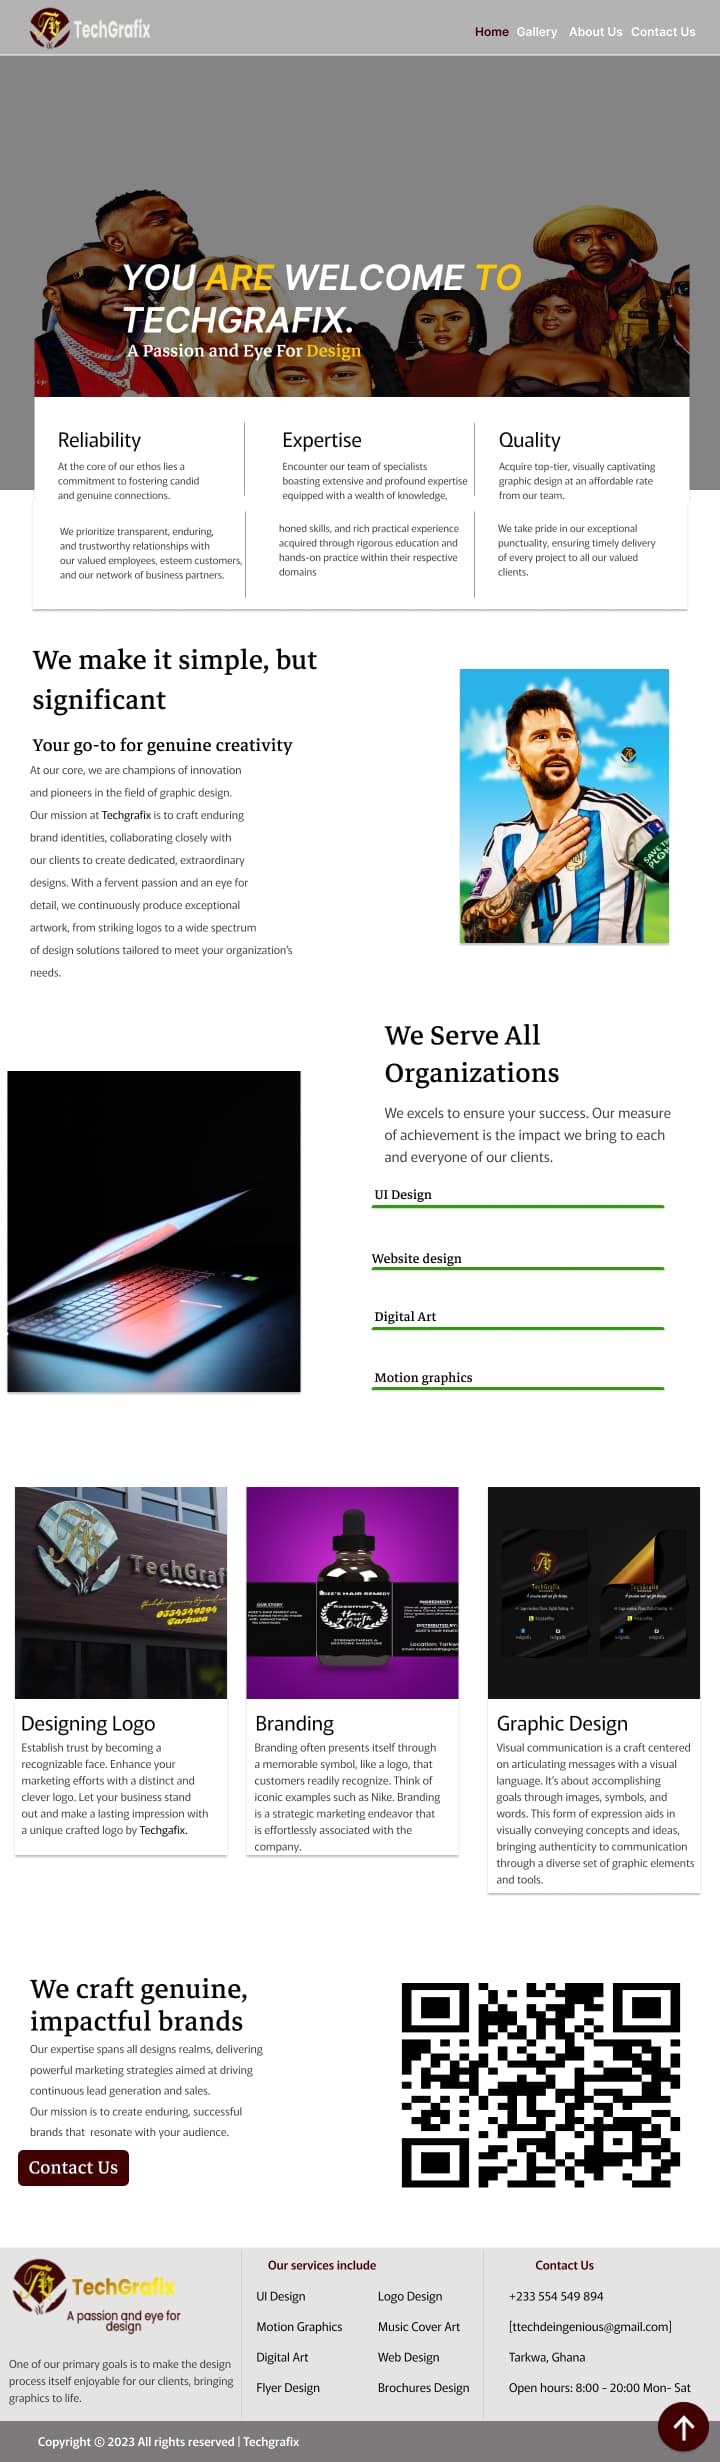 TechGrafix
Home Gallery About Us Contact Us
YOU ARE WELCOME TO
TECHGRAFIX.
A Passion and Eye For Design
Reliability
At the core of our ethos lies a
commitment to fostering candid
and genuine connections.
We prioritize transparent, enduring,
and trustworthy relationships with
our valued employees, esteem customers,
and our network of business partners.
Expertise
Encounter our team of specialists
boasting extensive and profound expertise
equipped with a wealth of knowledge,
honed skills, and rich practical experience
acquired through rigorous education and
hands-on practice within their respective
domains
Quality
Acquire top-tier, visually captivating
graphic design at an affordable rate
from our team.
We take pride in our exceptional
punctuality, ensuring timely delivery
of every project to all our valued
clients.
We make it simple, but
significant
Your go-to for genuine creativity
At our core, we are champions of innovation
and pioneers in the field of graphic design.
Our mission at Techgrafix is to craft enduring
brand identities, collaborating closely with
our clients to create dedicated, extraordinary
designs. With a fervent passion and an eye for
detail, we continuously produce exceptional
artwork, from striking logos to a wide spectrum
of design solutions tailored to meet your organization's
needs.
10
We Serve All
Organizations
We excels to ensure your success. Our measure
of achievement is the impact we bring to each
and everyone of our clients.
UI Design
Website design
Digital Art
Motion graphics
TechGraf
0554549894
Tarkwa
Designing Logo
Establish trust by becoming a
recognizable face. Enhance your
marketing efforts with a distinct and
clever logo. Let your business stand
out and make a lasting impression with
a unique crafted logo by Techgafix.
OUR STORY
Rosemary
Hair
growth
Oil
INGREDIENTS
DISTRIBUTED BY:
Location: Tarkwa
Branding
Branding often presents itself through
a memorable symbol, like a logo, that
customers readily recognize. Think of
iconic examples such as Nike. Branding
is a strategic marketing endeavor that
is effortlessly associated with the
company.
TechGrafix
TechGrafix
Graphic Design
Visual communication is a craft centered
on articulating messages with a visual
language. It's about accomplishing
goals through images, symbols, and
words. This form of expression aids in
visually conveying concepts and ideas,
bringing authenticity to communication
through a diverse set of graphic elements
and tools.
We craft genuine,
impactful brands
Our expertise spans all designs realms, delivering
powerful marketing strategies aimed at driving
continuous lead generation and sales.
Our mission is to create enduring, successful
brands that resonate with your audience.
Contact Us
TechGrafix
A passion and eye for
design
One of our primary goals is to make the design
process itself enjoyable for our clients, bringing
graphics to life.
Our services include
UI Design Logo Design
Motion Graphics Music Cover Art
Digital Art Web Design
Flyer Design Brochures Design
Contact Us
+233 554 549 894
[ttechdeingenious@gmail.com]
Tarkwa, Ghana
Open hours: 8:00 - 20:00 Mon- Sat
Copyright © 2023 All rights reserved | Techgrafix